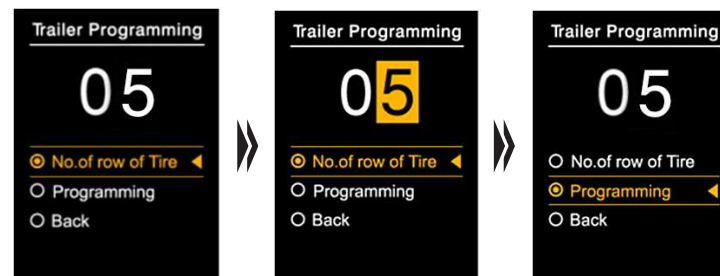 Trailer Programming
05
No.of row of Tire
Programming
Back
Trailer Programming
05
No.of row of Tire
Programming
Back
Trailer Programming
05
No.of row of Tire
Programming
Back